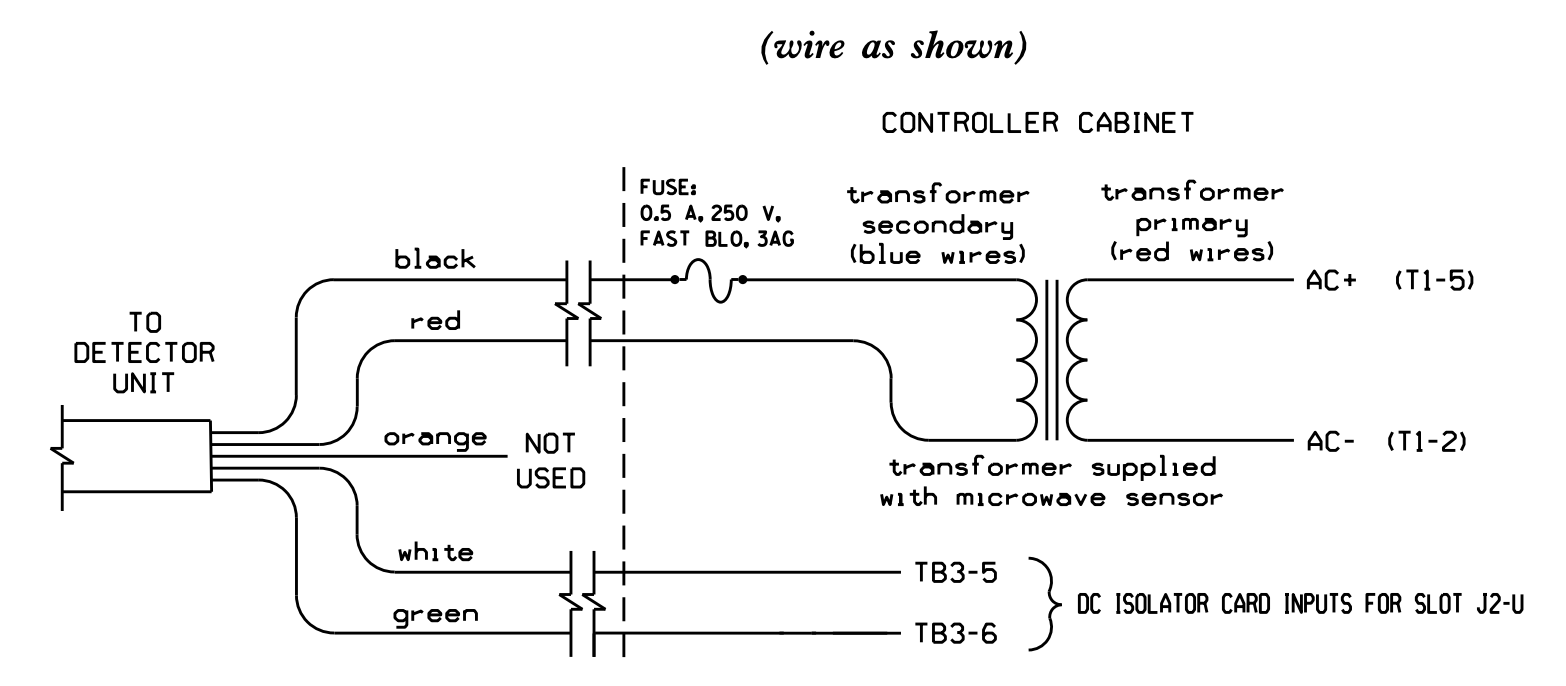 (wire as shown)
CONTROLLER CABINET
FUSE:
0.5 A, 250 V,
FAST BLO, 3AG
transformer
secondary
(blue wires)
transformer
primary
(red wires)
black
AC+ (T1-5)
red
TO
DETECTOR
UNIT
orange
NOT
USED
AC- (T1-2)
transformer supplied
with microwave sensor
white
TB3-5
green
TB3-6
DC ISOLATOR CARD INPUTS FOR SLOT J2-U